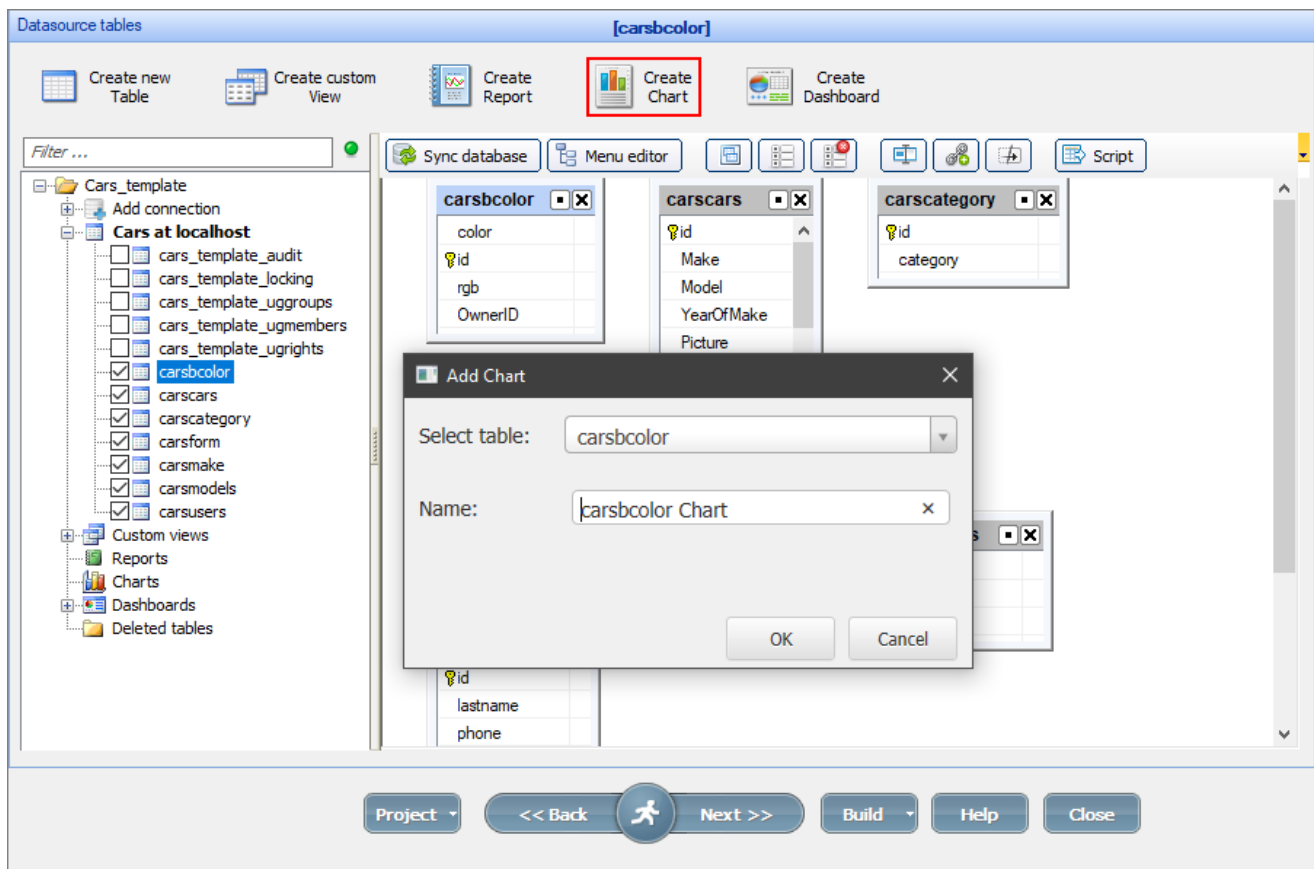 Datasource tables
[carsbcolor]
Create new
Table
Create custom
View
Create
Report
Create
Chart
Create
Dashboard
Filter ...
Sync database
Menu editor
Script
Cars_template
Add connection
Cars at localhost
cars_template_audit
cars_template_locking
cars_template_uggroups
cars_template_ugmembers
cars_template_ugrights
carsbcolor
carscars
carscategory
carsform
carsmake
carsmodels
carsusers
Custom views
Reports
Charts
Dashboards
Deleted tables
carsbcolor
color
id
rgb
OwnerID
carscars
id
Make
Model
YearOfMake
Picture
carscategory
id
category
Add Chart
Select table:
carsbcolor
Name:
carsbcolor Chart
OK
Cancel
s
id
lastname
phone
Project
<< Back
Next >>
Build
Help
Close